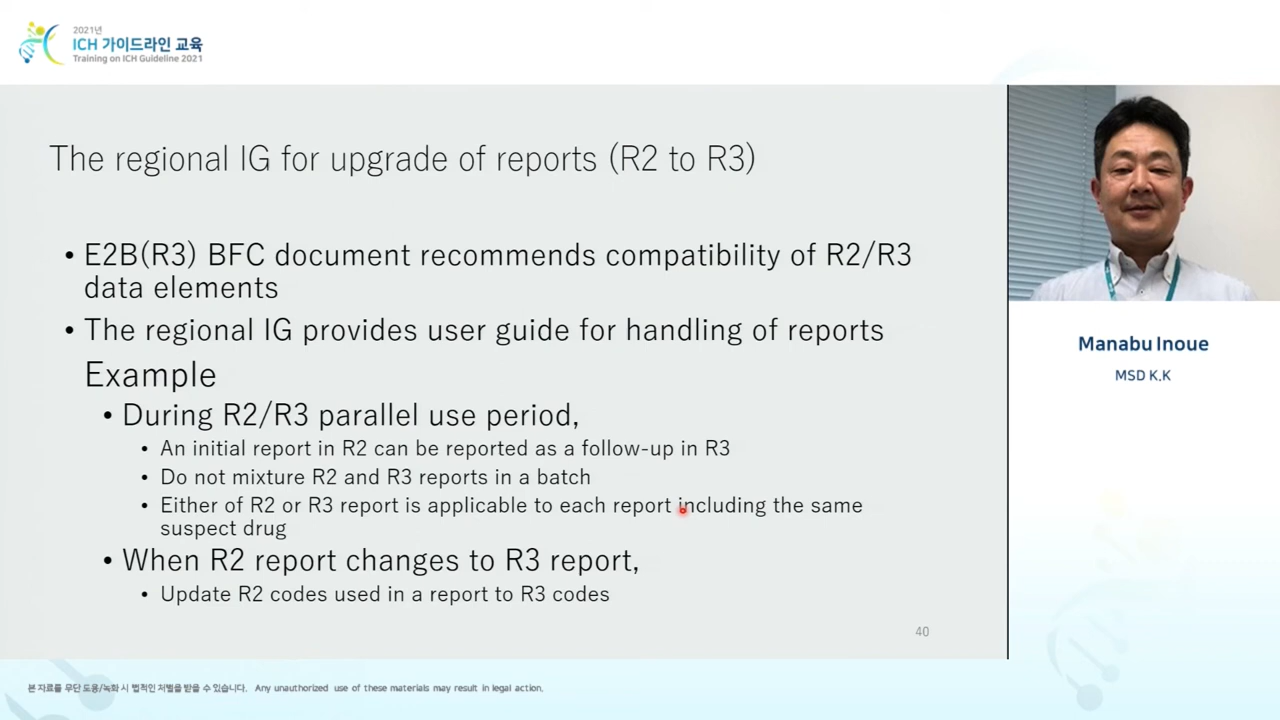 2021년
ICH 가이드라인 교육
Training on ICH Guideline 2021
The regional IG for upgrade of reports (R2 to R3)
• E2B(R3) BFC document recommends compatibility of R2/R3
data elements
• The regional IG provides user guide for handling of reports
Example
• During R2/R3 parallel use period,
• An initial report in R2 can be reported as a follow-up in R3
• Do not mixture R2 and R3 reports in a batch
• Either of R2 or R3 report is applicable to each report including the same
suspect drug
• When R2 report changes to R3 report,
• Update R2 codes used in a report to R3 codes
40
Manabu Inoue
MSD K.K
본 자료를 무단 도용/녹화 시 법적인 처벌을 받을 수 있습니다. Any unauthorized use of these materials may result in legal action.